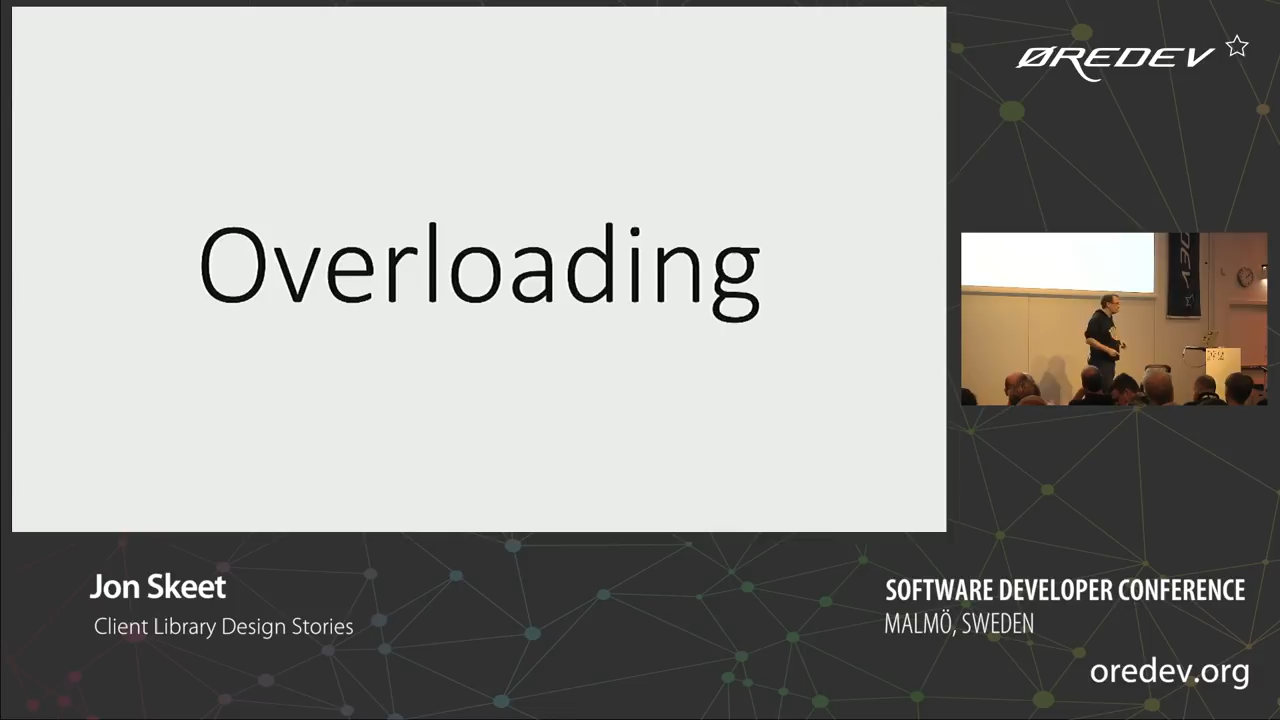 Overloading
ØREDEV
Jon Skeet
Client Library Design Stories
SOFTWARE DEVELOPER CONFERENCE
MALMÖ, SWEDEN
oredev.org